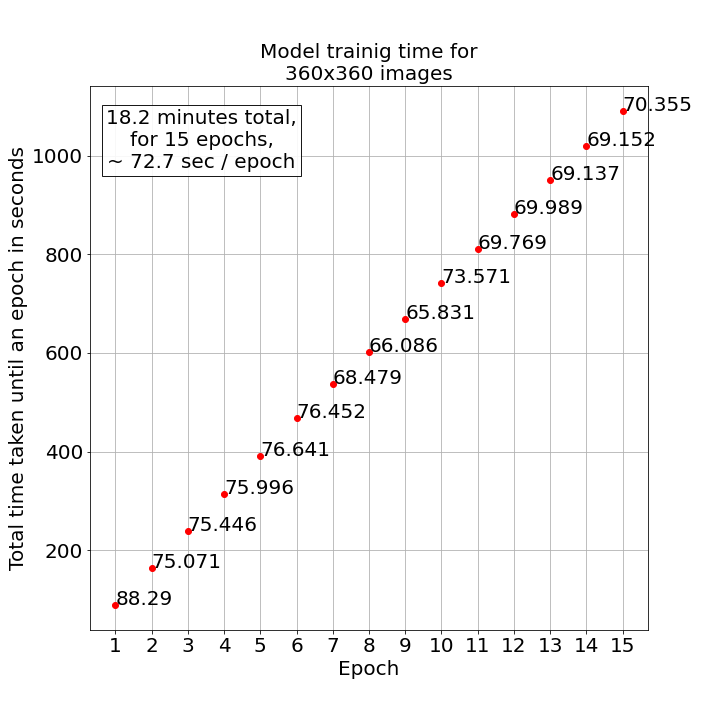 Model trainig time for
360x360 images
18.2 minutes total,
for 15 epochs,
~ 72.7 sec / epoch
Total time taken until an epoch in seconds
1000
800
600
400
200
70.355
69.152
69.137
69.989
69.769
73.571
65.831
66.086
68.479
76.452
76.641
75.996
75.446
75.071
88.29
1 2 3 4 5 6 7 8 9 10 11 12 13 14 15
Epoch